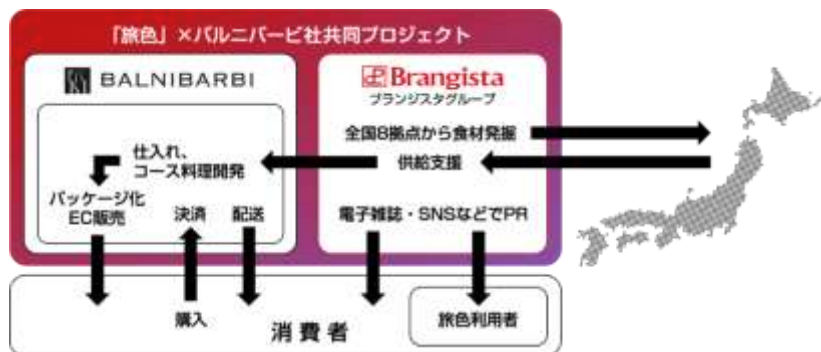 「旅色」×バルニバービ社共同プロジェクト
BALNIBARBI
仕入れ、
コース料理開発
パッケージ化
EC販売
決済
配送
Brangista
ブランジスタグループ
全国8拠点から食材発掘
供給支援
電子雑誌・SNSなどでPR
購入
消費者
旅色利用者